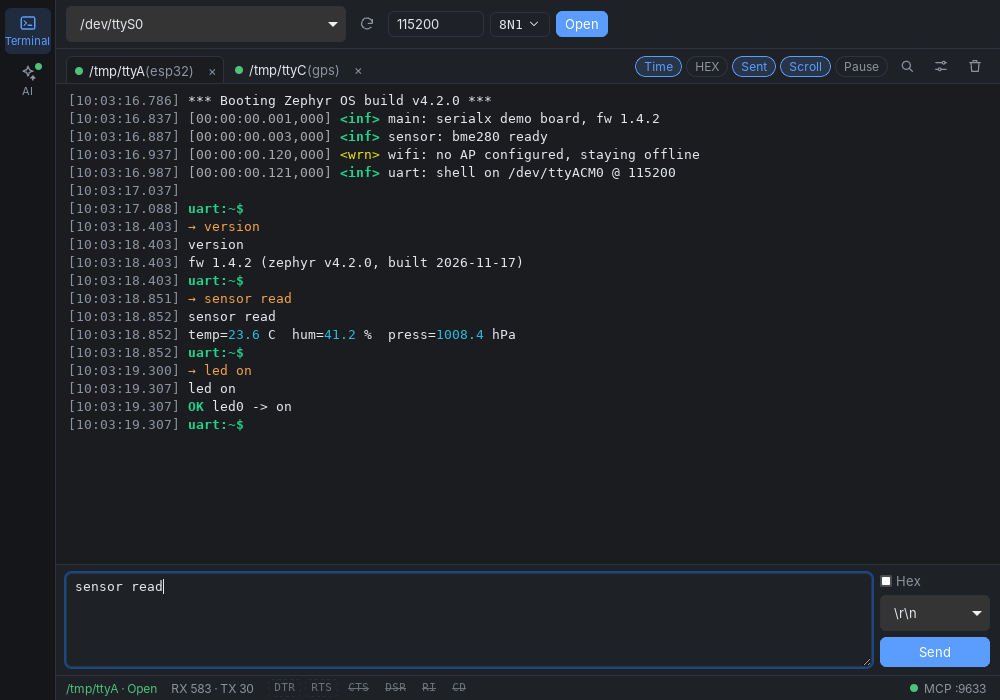 Terminal
AI
/dev/ttyS0
115200
8N1
Open
/tmp/ttyA(esp32) ×
/tmp/ttyC(gps) ×
Time
HEX
Sent
Scroll
Pause
[10:03:16.786] *** Booting Zephyr OS build v4.2.0 ***
[10:03:16.837] [00:00:00.001,000] <inf> main: serialx demo board, fw 1.4.2
[10:03:16.887] [00:00:00.003,000] <inf> sensor: bme280 ready
[10:03:16.937] [00:00:00.120,000] <wrn> wifi: no AP configured, staying offline
[10:03:16.987] [00:00:00.121,000] <inf> uart: shell on /dev/ttyACM0 @ 115200
[10:03:17.037]
[10:03:17.088] uart:~$
[10:03:18.403] → version
[10:03:18.403] version
[10:03:18.403] fw 1.4.2 (zephyr v4.2.0, built 2026-11-17)
[10:03:18.403] uart:~$
[10:03:18.851] → sensor read
[10:03:18.852] sensor read
[10:03:18.852] temp=23.6 C  hum=41.2 %  press=1008.4 hPa
[10:03:18.852] uart:~$
[10:03:19.300] → led on
[10:03:19.307] led on
[10:03:19.307] OK led0 -> on
[10:03:19.307] uart:~$
sensor read
Hex
\r\n
Send
/tmp/ttyA · Open
RX 583 · TX 30
DTR
RTS
CTS
DSR
RI
CD
MCP :9633